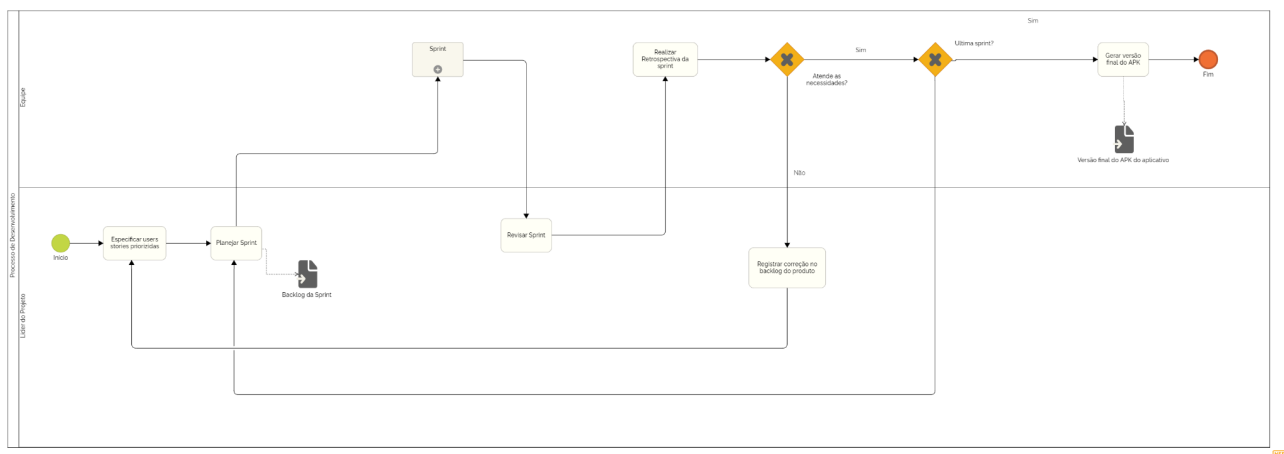 Processo de Desenvolvimento
Equipe
Sim
Sprint
Realizar
Retrospectiva da
sprint
Atende as
necessidades?
Sim
Ultima sprint?
Gerar versão
final do APK
Fim
Versão final do APK do aplicativo
Não
Líder do Projeto
Início
Especificar users
stories priorizidas
Planejar Sprint
Backlog da Sprint
Revisar Sprint
Registrar correção no
backlog do produto